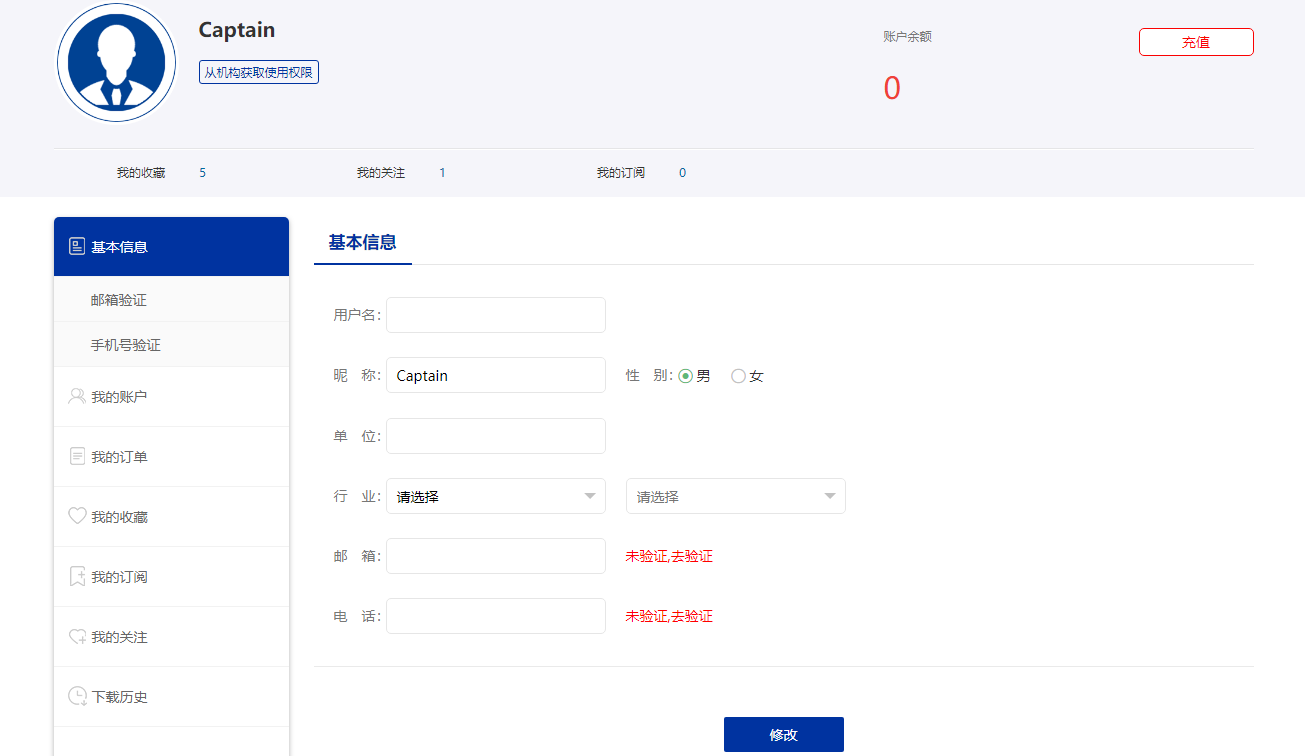 Captain
从机构获取使用权限
账户余额
充值
0
我的收藏 5 我的关注 1 我的订阅 0
基本信息
邮箱验证
手机号验证
我的账户
我的订单
我的收藏
我的订阅
我的关注
下载历史
基本信息
用户名：
昵 称： Captain 性 别： 男 女
单 位：
行 业： 请选择 请选择
邮 箱： 未验证,去验证
电 话： 未验证,去验证
修改